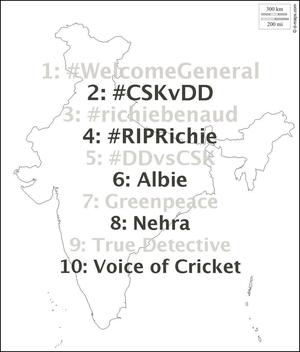 300 km
200 mi
© d-maps.com
1: #WelcomeGeneral
2: #CSKvDD
3: #richiebenaud
4: #RIPRichie
5: #DDvsCSK
6: Albie
7: Greenpeace
8: Nehra
9: True Detective
10: Voice of Cricket